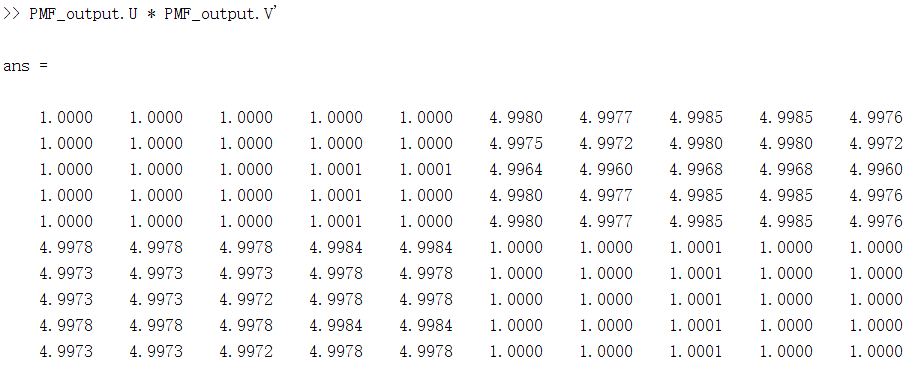 >> PMF_output.U * PMF_output.V'
ans =
1.0000 1.0000 1.0000 1.0000 1.0000 4.9980 4.9977 4.9985 4.9985 4.9976
1.0000 1.0000 1.0000 1.0000 1.0000 4.9975 4.9972 4.9980 4.9980 4.9972
1.0000 1.0000 1.0000 1.0001 1.0001 4.9964 4.9960 4.9968 4.9968 4.9960
1.0000 1.0000 1.0000 1.0001 1.0000 4.9980 4.9977 4.9985 4.9985 4.9976
1.0000 1.0000 1.0000 1.0001 1.0000 4.9980 4.9977 4.9985 4.9985 4.9976
4.9978 4.9978 4.9978 4.9984 4.9984 1.0000 1.0000 1.0001 1.0000 1.0000
4.9973 4.9973 4.9973 4.9978 4.9978 1.0000 1.0000 1.0001 1.0000 1.0000
4.9973 4.9973 4.9972 4.9978 4.9978 1.0000 1.0000 1.0001 1.0000 1.0000
4.9978 4.9978 4.9978 4.9984 4.9984 1.0000 1.0000 1.0001 1.0000 1.0000
4.9973 4.9973 4.9972 4.9978 4.9978 1.0000 1.0000 1.0001 1.0000 1.0000